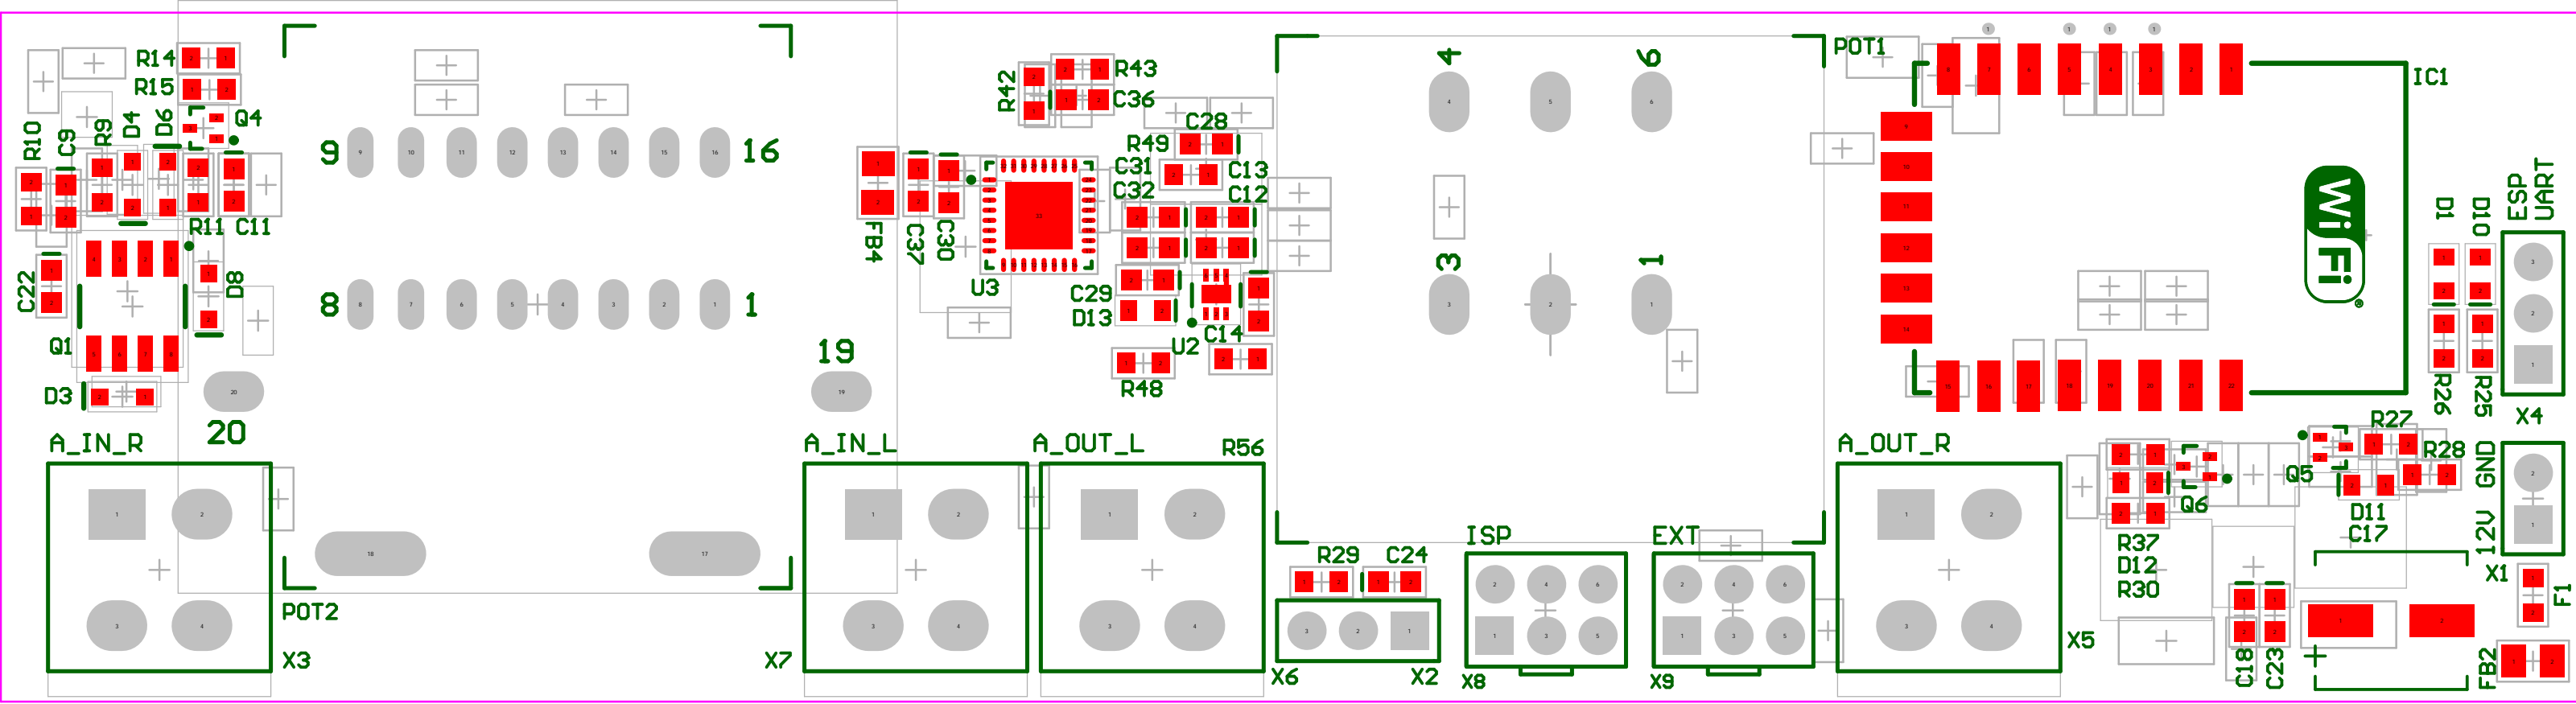 R14
R15
Q4
R10
C9
R9
D4
D6
9
16
R11
C11
C22
D8
Q1
D3
8
1
19
20
A_IN_R
POT2
X3
A_IN_L
X7
A_OUT_L
R56
FB4
C37
C30
U3
R42
R43
C36
C28
R49
C31
C13
C32
C12
C29
D13
C14
U2
R48
4
6
3
1
POT1
IC1
WiFi®
D1
D10
ESP
UART
R26
R25
X4
A_OUT_R
X5
R29
C24
ISP
EXT
X6
X2
X8
X9
R27
R28
Q5
Q6
D11
C17
R37
D12
R30
C18
C23
12V GND
X1
F1
FB2
+